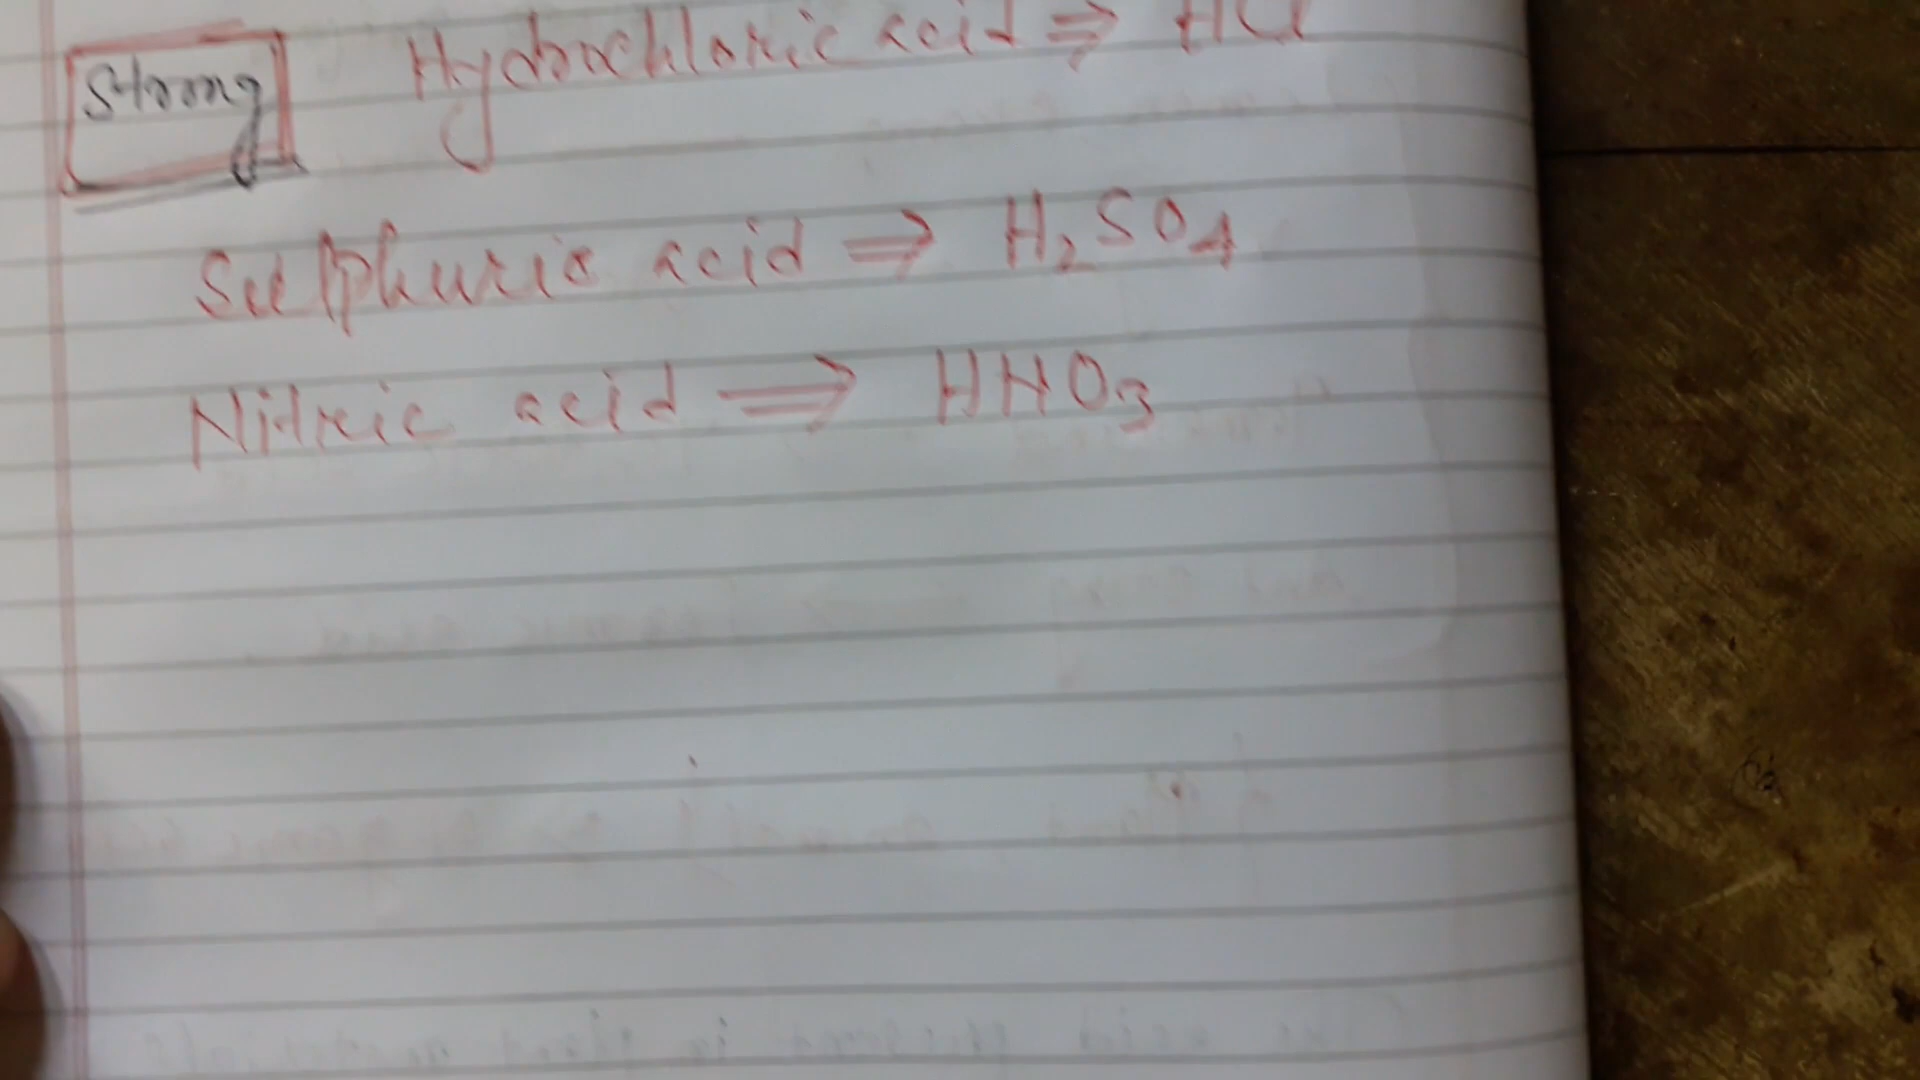 Strong Hydrochloric acid ⇒ HCl
Sulphuric acid ⇒ H₂SO₄
Nitric acid ⇒ HNO₃